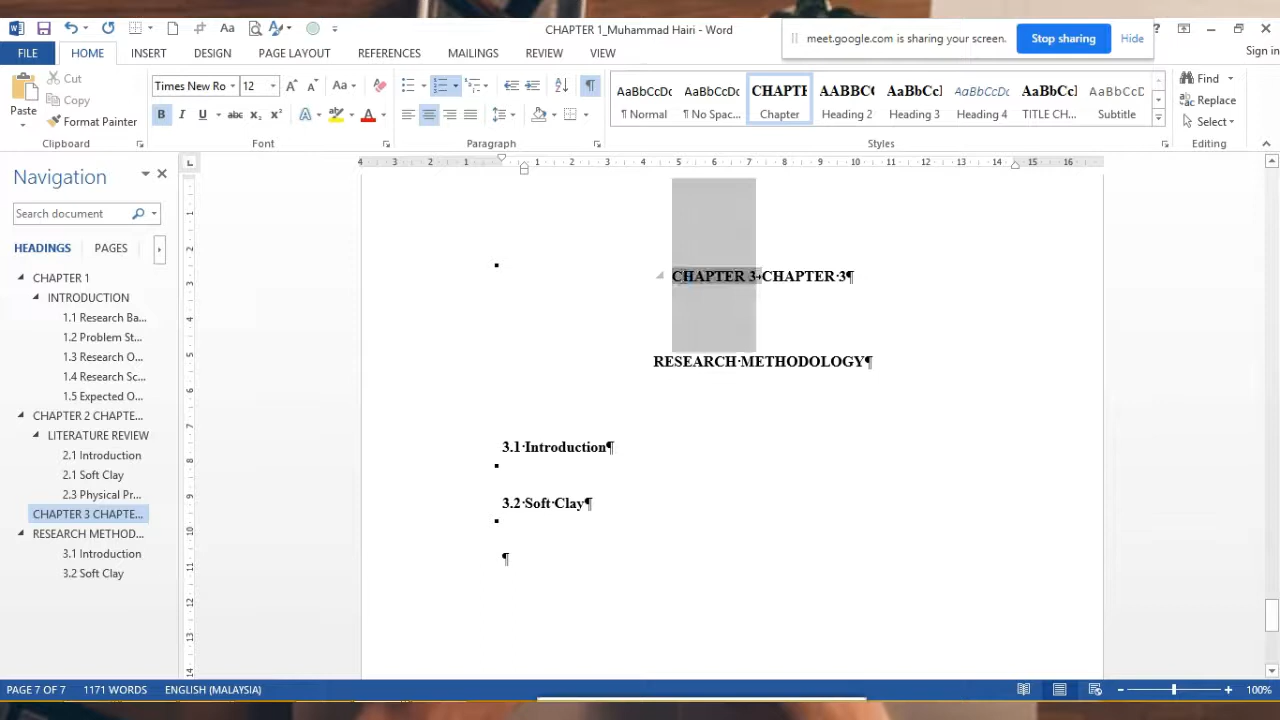 CHAPTER 1_Muhammad Hairi - Word
meet.google.com is sharing your screen.
Stop sharing
Hide
?
Sign in
FILE
HOME
INSERT
DESIGN
PAGE LAYOUT
REFERENCES
MAILINGS
REVIEW
VIEW
Paste
Cut
Copy
Format Painter
Clipboard
Times New Ro
12
Font
Paragraph
AaBbCcDc
¶ Normal
AaBbCcDc
¶ No Spac...
CHAPTE
Chapter
AABBC(
Heading 2
AaBbCcl
Heading 3
AaBbCcDc
Heading 4
AaBbCcl
TITLE CH...
AaBbCcDc
Subtitle
Styles
Find
Replace
Select
Editing
Navigation
Search document
HEADINGS
PAGES
CHAPTER 1
INTRODUCTION
1.1 Research Ba...
1.2 Problem St...
1.3 Research O...
1.4 Research Sc...
1.5 Expected O...
CHAPTER 2 CHAPTE...
LITERATURE REVIEW
2.1 Introduction
2.1 Soft Clay
2.3 Physical Pr...
CHAPTER 3 CHAPTE...
RESEARCH METHOD...
3.1 Introduction
3.2 Soft Clay
CHAPTER 3 CHAPTER·3¶
RESEARCH·METHODOLOGY¶
3.1·Introduction¶
3.2·Soft·Clay¶
¶
PAGE 7 OF 7
1171 WORDS
ENGLISH (MALAYSIA)
100%